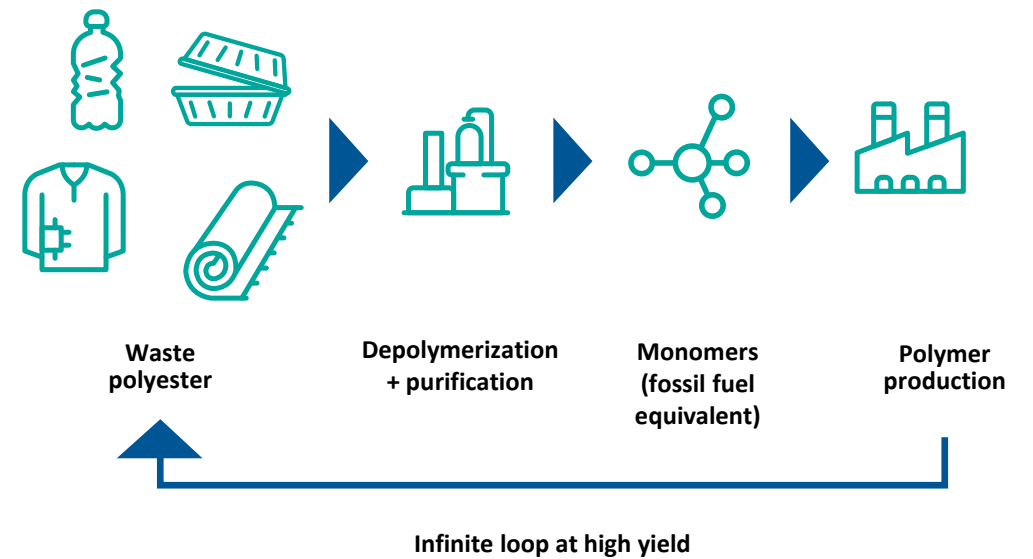 Waste
polyester
Depolymerization
+ purification
Monomers
(fossil fuel
equivalent)
Polymer
production
Infinite loop at high yield